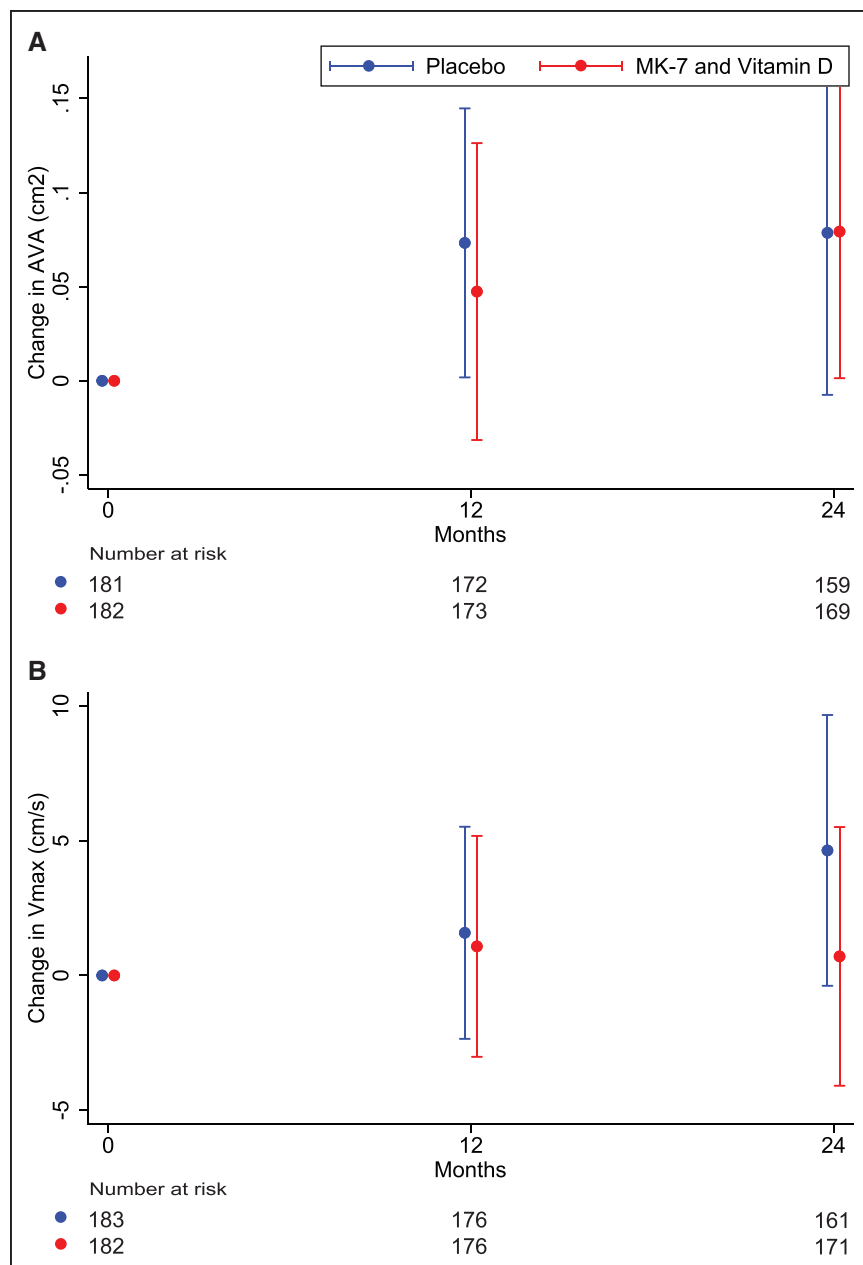 A
Placebo MK-7 and Vitamin D
Change in AVA (cm2)
.15
.1
.05
0
-.05
0 12 24
Months
Number at risk
181 172 159
182 173 169
B
Change in Vmax (cm/s)
10
5
0
-5
0 12 24
Months
Number at risk
183 176 161
182 176 171